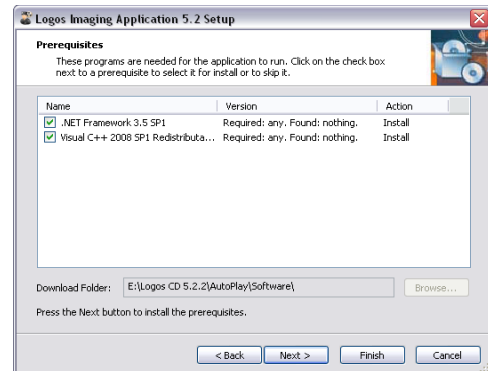 Logos Imaging Application 5.2 Setup
Prerequisites
These programs are needed for the application to run. Click on the check box
next to a prerequisite to select it for install or to skip it.
Name Version Action
.NET Framework 3.5 SP1 Required: any. Found: nothing. Install
Visual C++ 2008 SP1 Redistributa... Required: any. Found: nothing. Install
Download Folder: E:\Logos CD 5.2.2\AutoPlay\Software\ Browse...
Press the Next button to install the prerequisites.
< Back Next > Finish Cancel